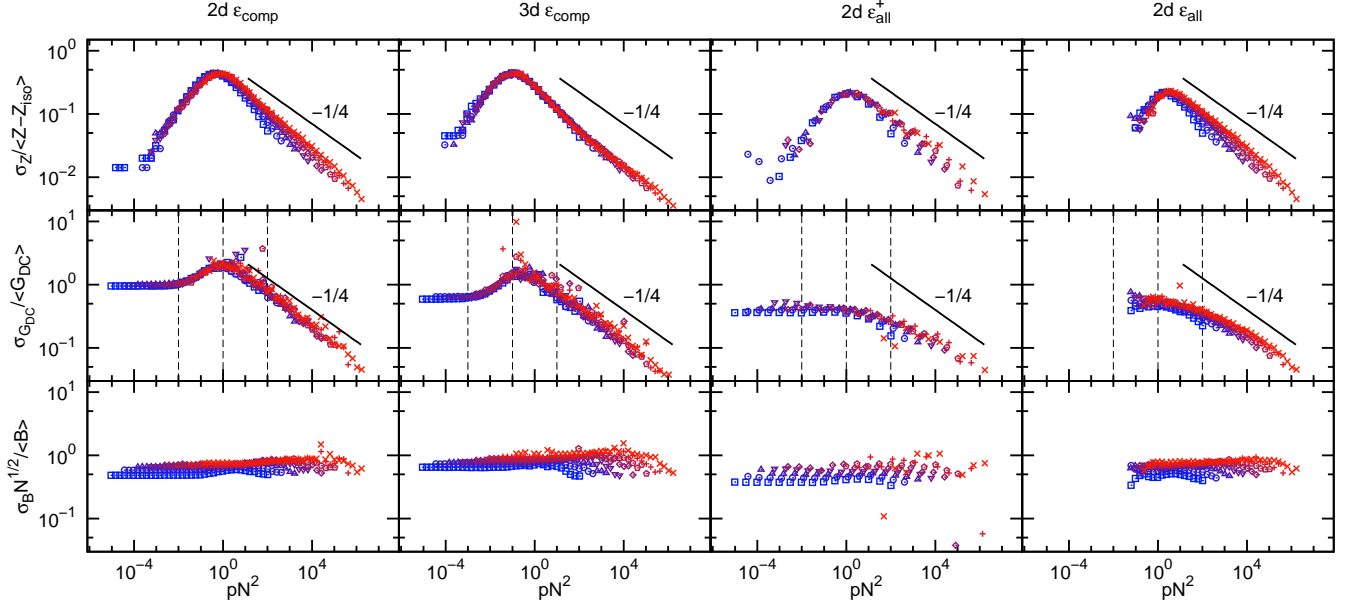 2d ε_comp 3d ε_comp 2d ε_all^+ 2d ε_all
σ_Z/<Z−Z_iso>
10^0
10^-1
10^-2
−1/4 −1/4 −1/4 −1/4
σ_G_DC/<G_DC>
10^1
10^0
10^-1
−1/4 −1/4 −1/4 −1/4
σ_B N^1/2/<B>
10^1
10^0
10^-1
10^-4 10^0 10^4 10^-4 10^0 10^4 10^-4 10^0 10^4 10^-4 10^0 10^4
pN^2 pN^2 pN^2 pN^2